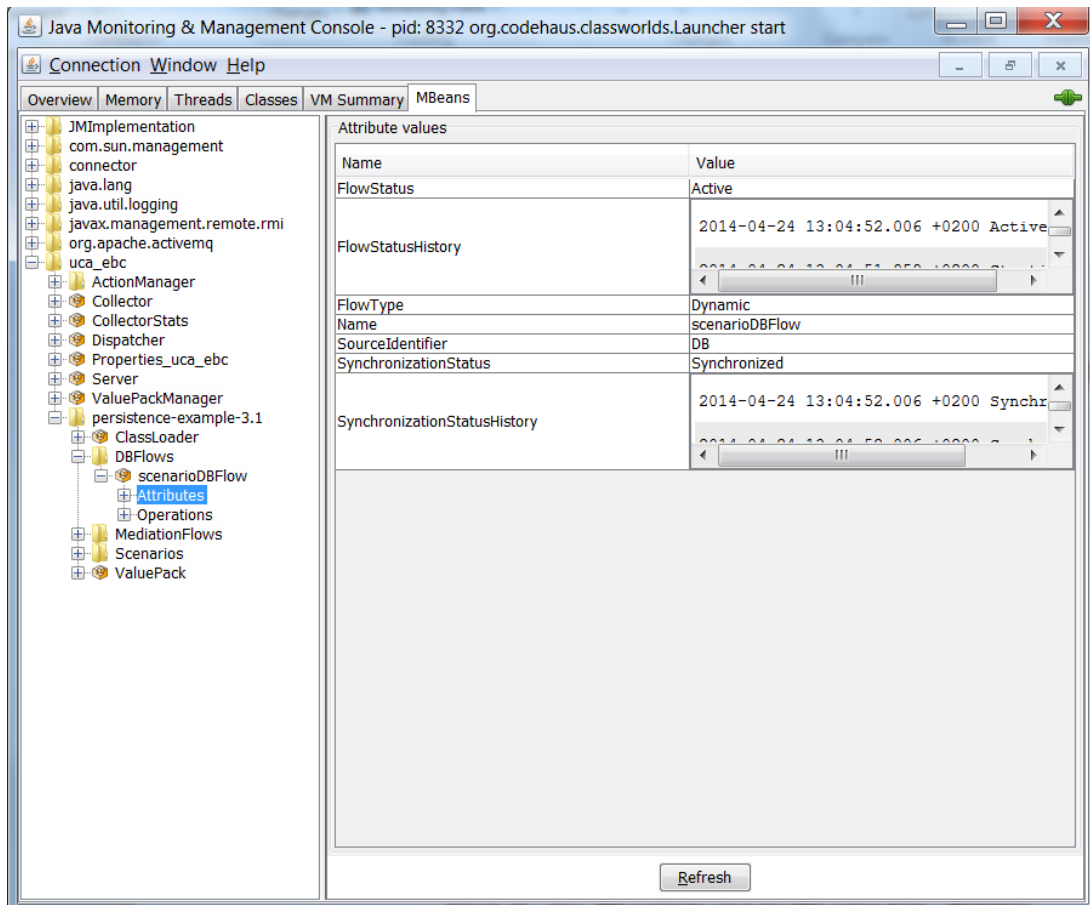 Java Monitoring & Management Console - pid: 8332 org.codehaus.classworlds.Launcher start
Connection Window Help
Overview Memory Threads Classes VM Summary MBeans
JMImplementation
com.sun.management
connector
java.lang
java.util.logging
javax.management.remote.rmi
org.apache.activemq
uca_ebc
ActionManager
Collector
CollectorStats
Dispatcher
Properties_uca_ebc
Server
ValuePackManager
persistence-example-3.1
ClassLoader
DBFlows
scenarioDBFlow
Attributes
Operations
MediationFlows
Scenarios
ValuePack
Attribute values
Name Value
FlowStatus Active
FlowStatusHistory 2014-04-24 13:04:52.006 +0200 Active
FlowType Dynamic
Name scenarioDBFlow
SourceIdentifier DB
SynchronizationStatus Synchronized
SynchronizationStatusHistory 2014-04-24 13:04:52.006 +0200 Synchr
Refresh